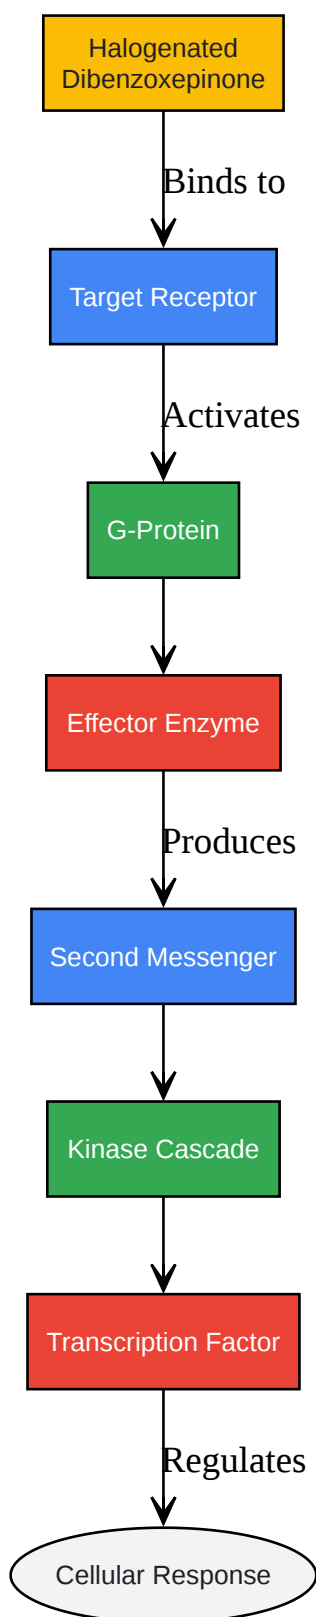 Halogenated
Dibenzoxepinone
Binds to
Target Receptor
Activates
G-Protein
Effector Enzyme
Produces
Second Messenger
Kinase Cascade
Transcription Factor
Regulates
Cellular Response